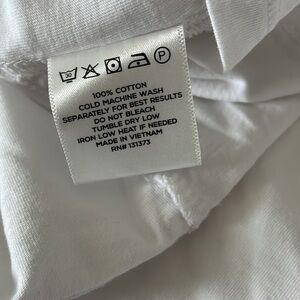 30 P
100% COTTON
COLD MACHINE WASH
SEPARATELY FOR BEST RESULTS
DO NOT BLEACH
TUMBLE DRY LOW
IRON LOW HEAT IF NEEDED
MADE IN VIETNAM
RN# 131373